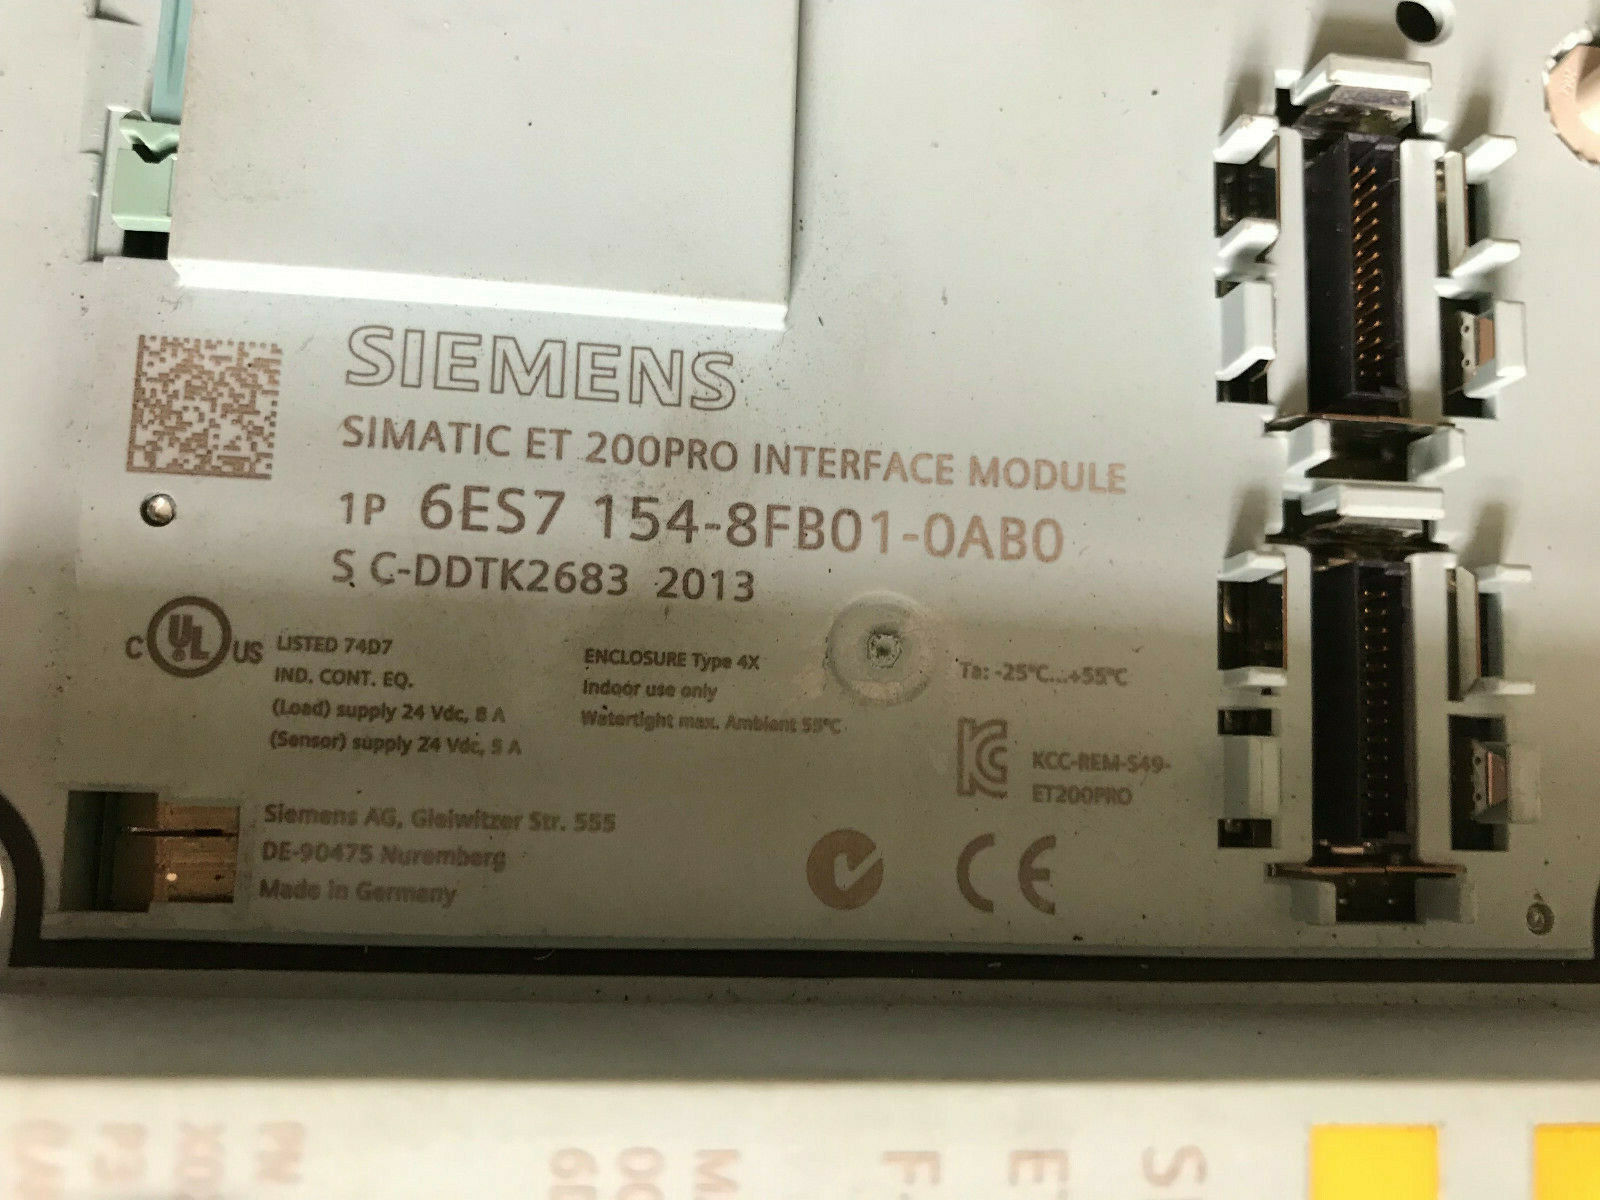 SIEMENS
SIMATIC ET 200PRO INTERFACE MODULE
1P 6ES7 154-8FB01-0AB0
S C-DDTK2683 2013
C UL US
LISTED 74D7
IND. CONT. EQ.
(Load) supply 24 Vdc, 8 A
(Sensor) supply 24 Vdc, 5 A
ENCLOSURE Type 4X
Indoor use only
Watertight max. Ambient 55°C
Ta: -25°C...+55°C
KCC-REM-S49-
ET200PRO
Siemens AG, Gleiwitzer Str. 555
DE-90475 Nuremberg
Made in Germany
CE